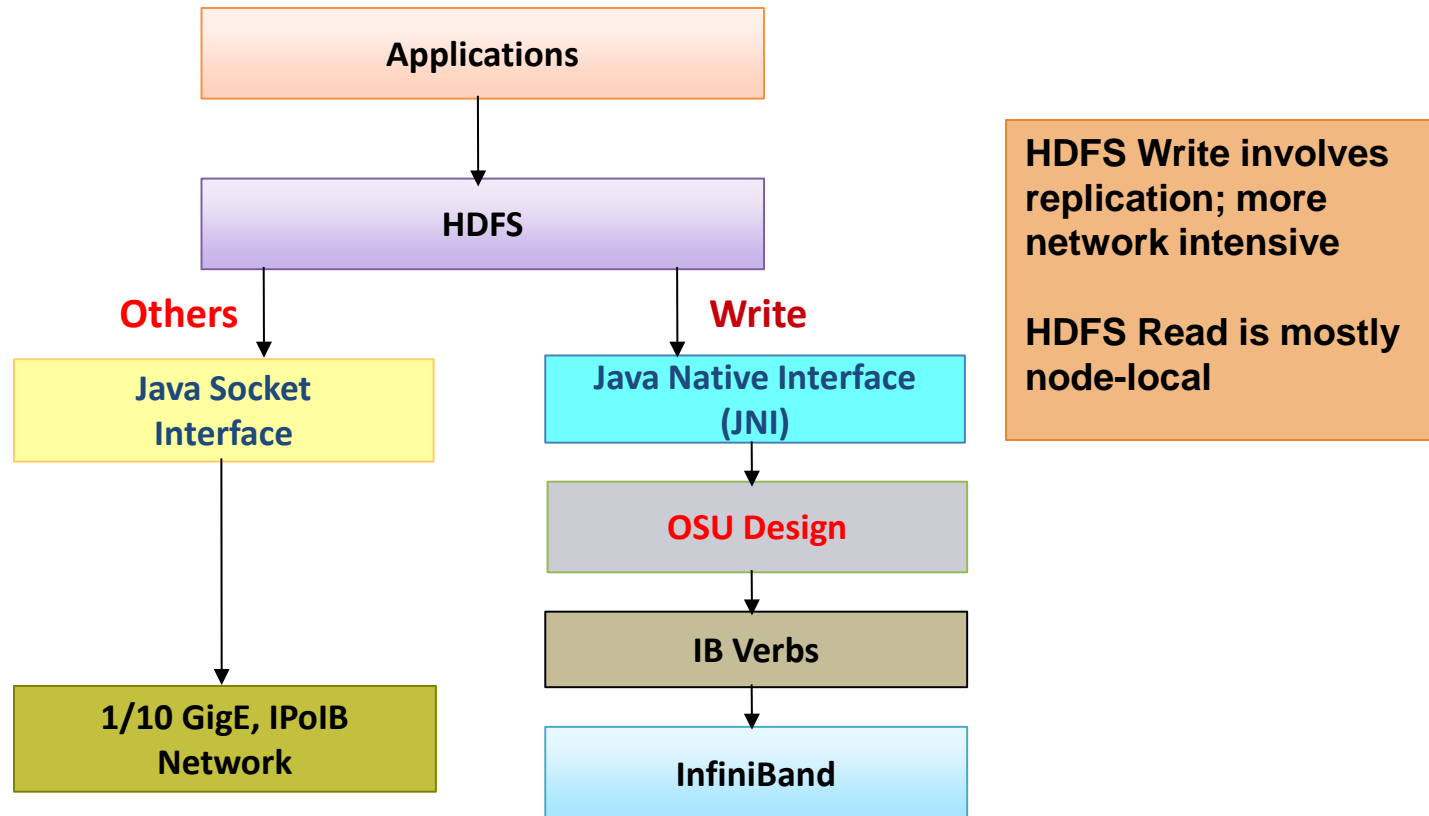 Applications
HDFS
Others
Write
Java Socket
Interface
Java Native Interface
(JNI)
OSU Design
IB Verbs
1/10 GigE, IPoIB
Network
InfiniBand
HDFS Write involves
replication; more
network intensive
HDFS Read is mostly
node-local